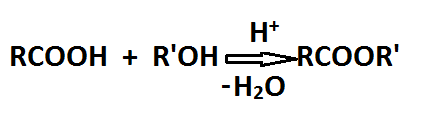 H⁺
RCOOH + R'OH RCOOR'
-H₂O